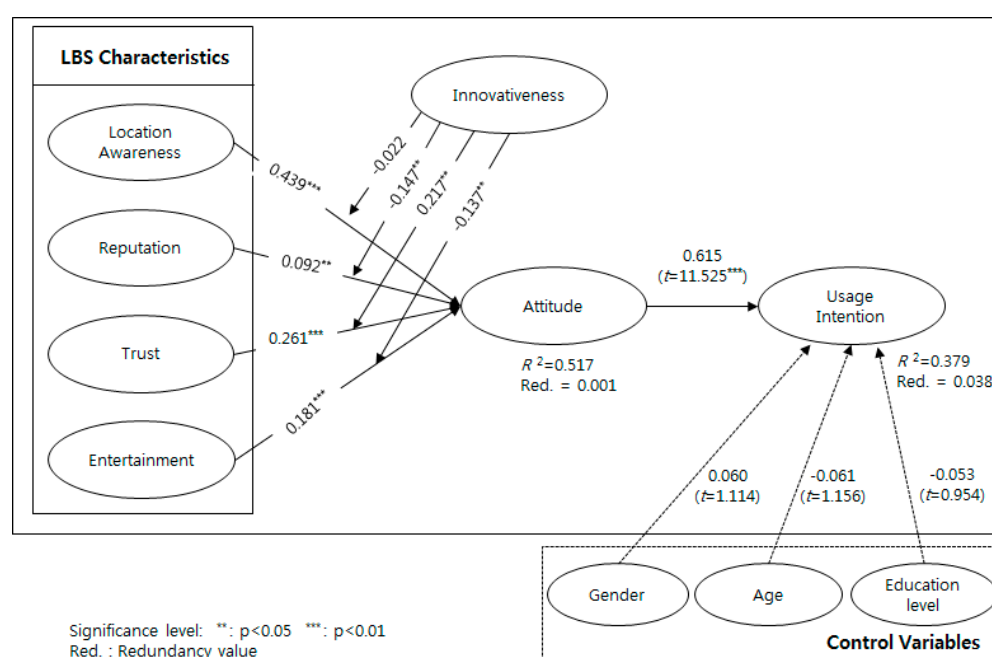 LBS Characteristics
Location
Awareness
Reputation
Trust
Entertainment
Innovativeness
0.439***
0.092**
0.261***
0.181***
-0.022
-0.147**
0.217**
-0.137**
Attitude
R²=0.517
Red. = 0.001
0.615
(t=11.525***)
Usage
Intention
R²=0.379
Red. = 0.038
0.060
(t=1.114)
-0.061
(t=1.156)
-0.053
(t=0.954)
Gender
Age
Education
level
Control Variables
Significance level: **: p<0.05 ***: p<0.01
Red. : Redundancy value